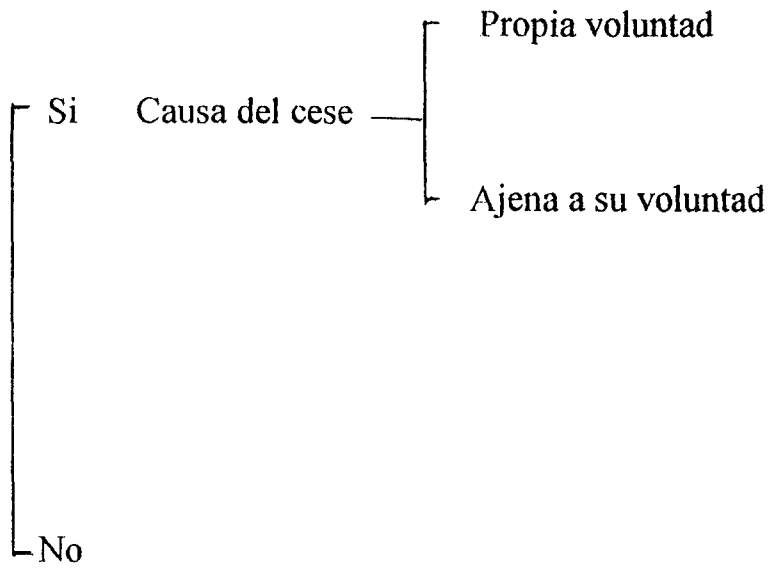 Propia voluntad
Si Causa del cese
Ajena a su voluntad
No